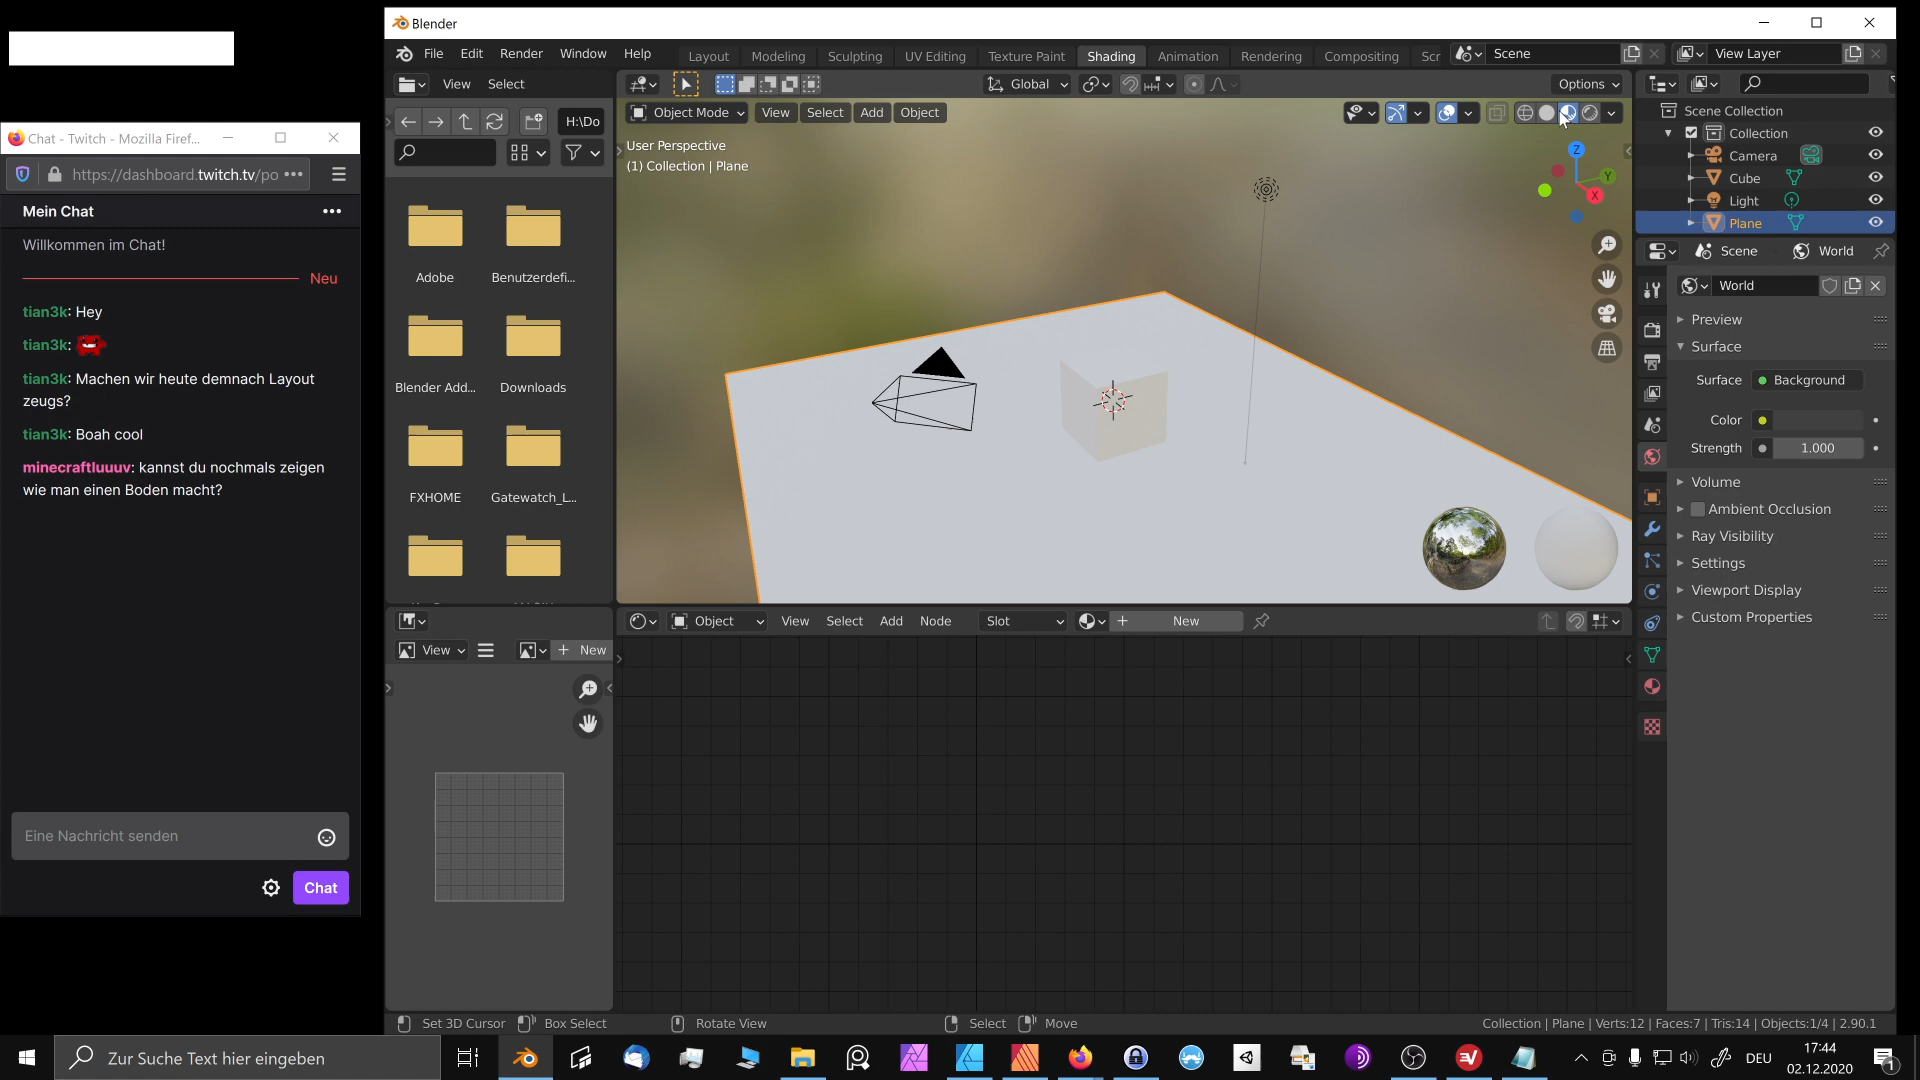 Blender
File Edit Render Window Help
Layout Modeling Sculpting UV Editing Texture Paint Shading Animation Rendering Compositing Scr
Scene
View Layer
View Select
Global
Options
H:\Do
Object Mode View Select Add Object
User Perspective
(1) Collection | Plane
Z
Y
X
Adobe
Benutzerdefi...
Blender Add...
Downloads
FXHOME
Gatewatch_L...
Scene Collection
Collection
Camera
Cube
Light
Plane
Scene World
World
Preview
Surface
Surface Background
Color
Strength 1.000
Volume
Ambient Occlusion
Ray Visibility
Settings
Viewport Display
Custom Properties
View
New
Object View Select Add Node
Slot
New
Set 3D Cursor
Box Select
Rotate View
Select
Move
Collection | Plane | Verts:12 | Faces:7 | Tris:14 | Objects:1/4 | 2.90.1
Chat - Twitch - Mozilla Firef...
https://dashboard.twitch.tv/po
Mein Chat
Willkommen im Chat!
Neu
tian3k: Hey
tian3k:
tian3k: Machen wir heute demnach Layout
zeugs?
tian3k: Boah cool
minecraftluuuv: kannst du nochmals zeigen
wie man einen Boden macht?
Eine Nachricht senden
Chat
Zur Suche Text hier eingeben
DEU
17:44
02.12.2020
1